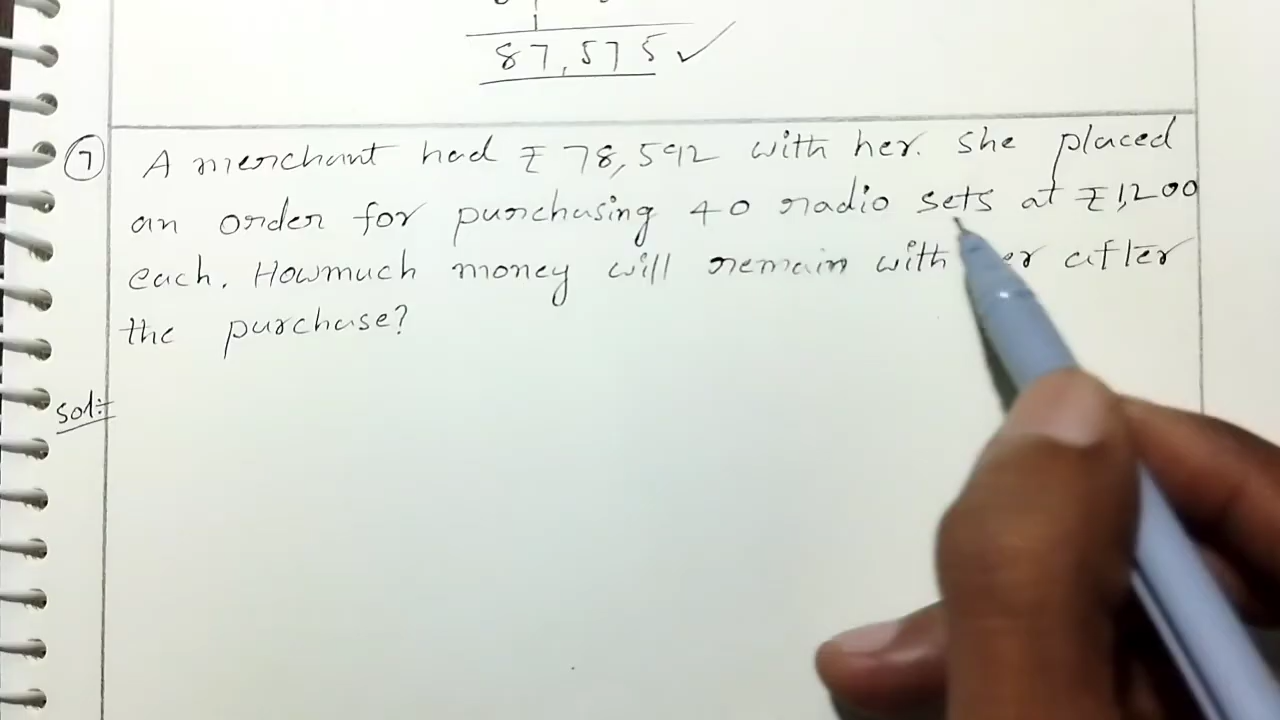 87,575 ✓
7 A merchant had ₹ 78,592 with her. She placed
an order for purchasing 40 radio sets at ₹1,200
each. Howmuch money will remain with er after
the purchase?
Sol:-